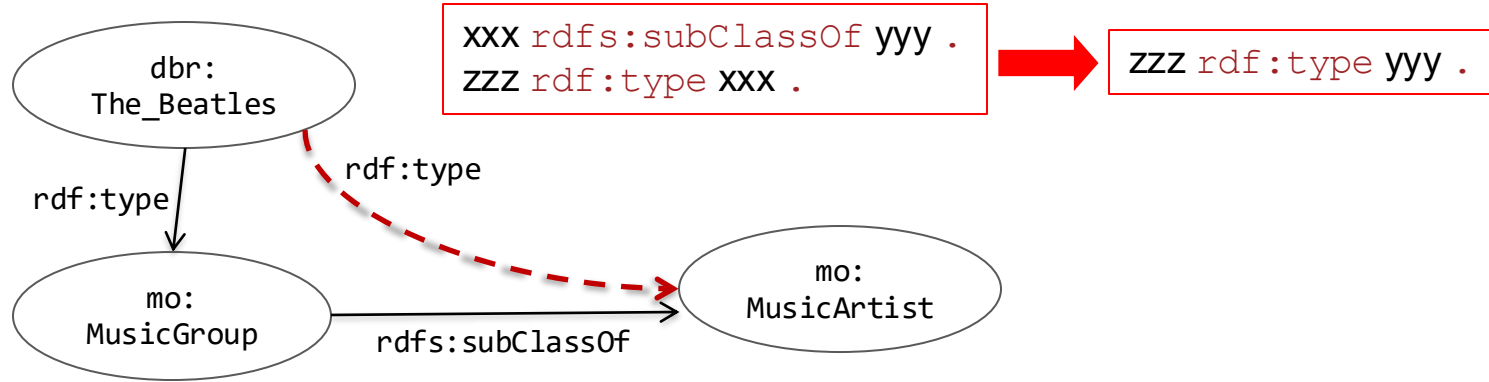 xxx rdfs:subClassOf yyy .
zzz rdf:type xxx .
zzz rdf:type yyy .
dbr:
The_Beatles
rdf:type
rdf:type
mo:
MusicGroup
rdfs:subClassOf
mo:
MusicArtist